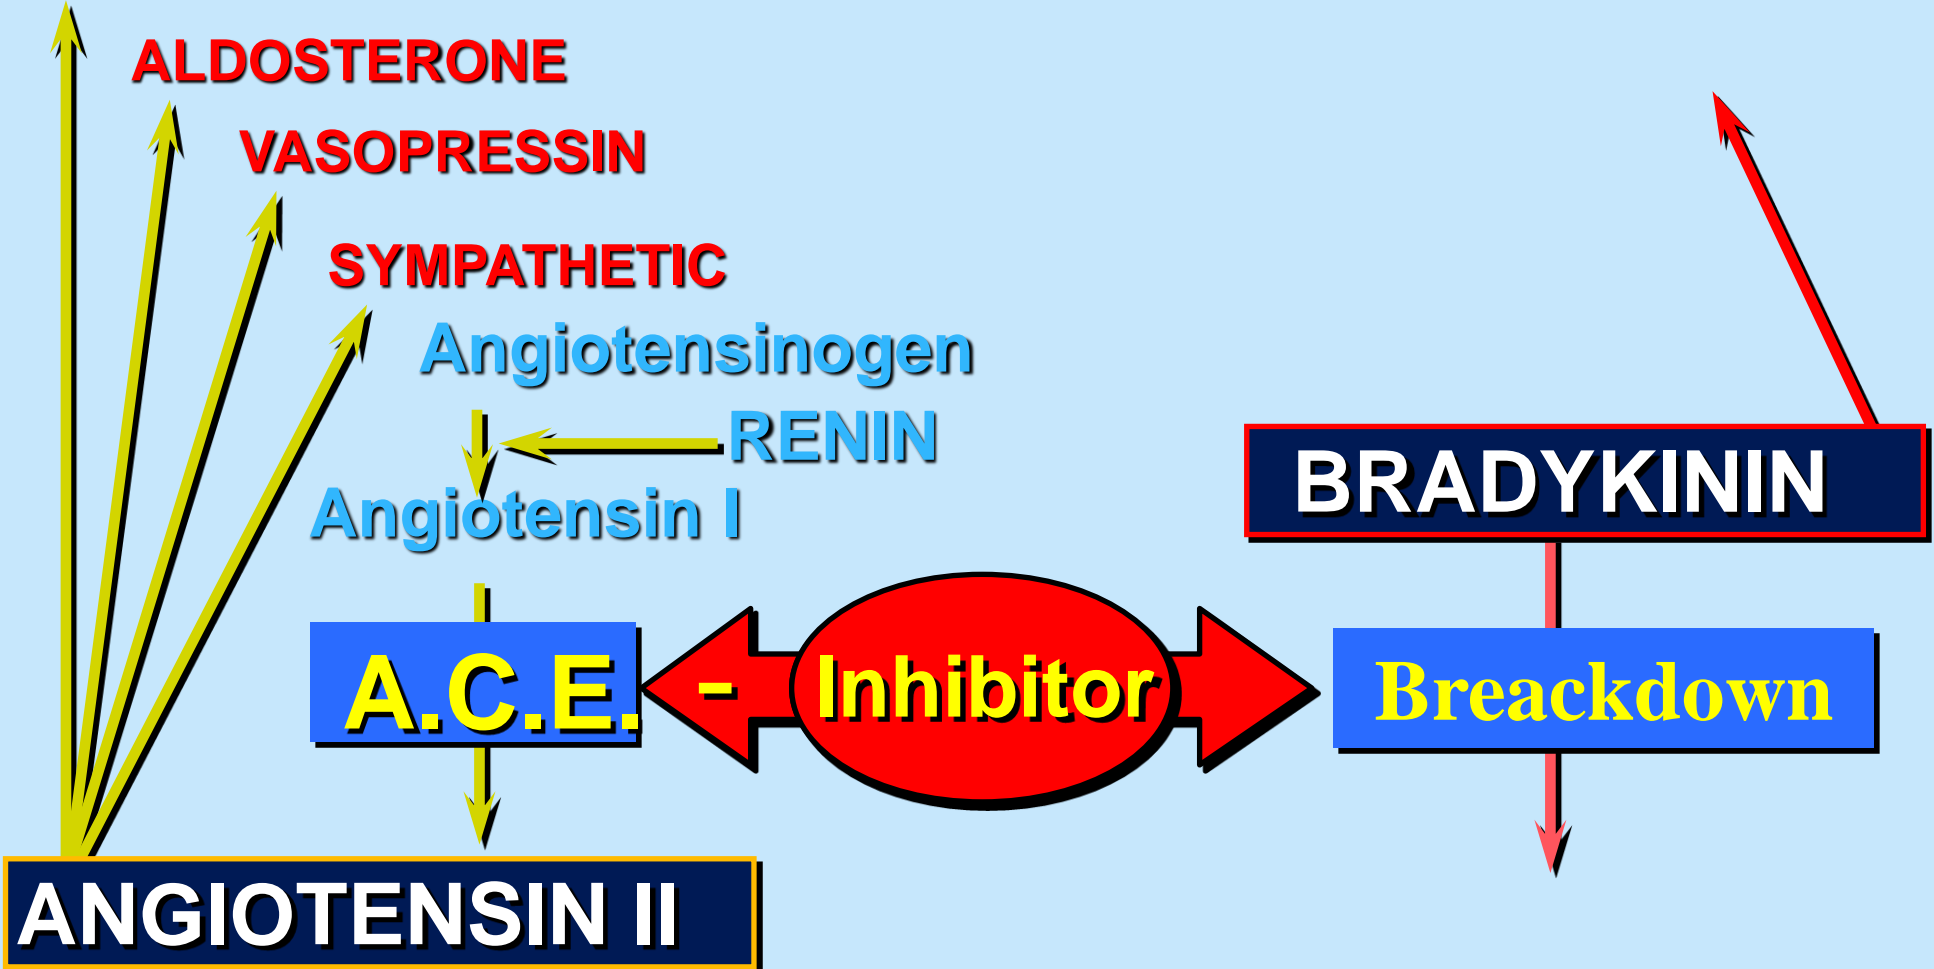 ALDOSTERONE
VASOPRESSIN
SYMPATHETIC
Angiotensinogen
RENIN
Angiotensin I
BRADYKININ
A.C.E. - Inhibitor
Breackdown
ANGIOTENSIN II